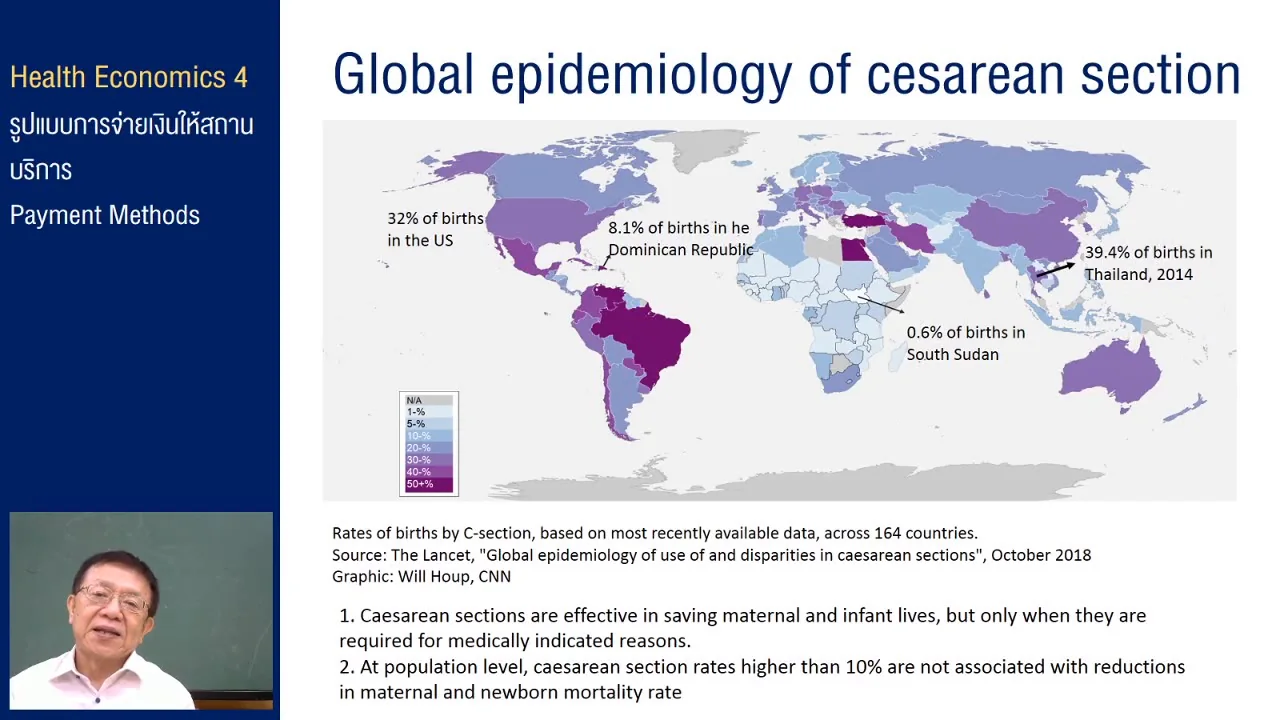 Health Economics 4
รูปแบบการจ่ายเงินให้สถาน
บริการ
Payment Methods
Global epidemiology of cesarean section
32% of births
in the US
8.1% of births in he
Dominican Republic
39.4% of births in
Thailand, 2014
0.6% of births in
South Sudan
N/A
1-%
5-%
10-%
20-%
30-%
40-%
50+%
Rates of births by C-section, based on most recently available data, across 164 countries.
Source: The Lancet, "Global epidemiology of use of and disparities in caesarean sections", October 2018
Graphic: Will Houp, CNN
1. Caesarean sections are effective in saving maternal and infant lives, but only when they are
required for medically indicated reasons.
2. At population level, caesarean section rates higher than 10% are not associated with reductions
in maternal and newborn mortality rate